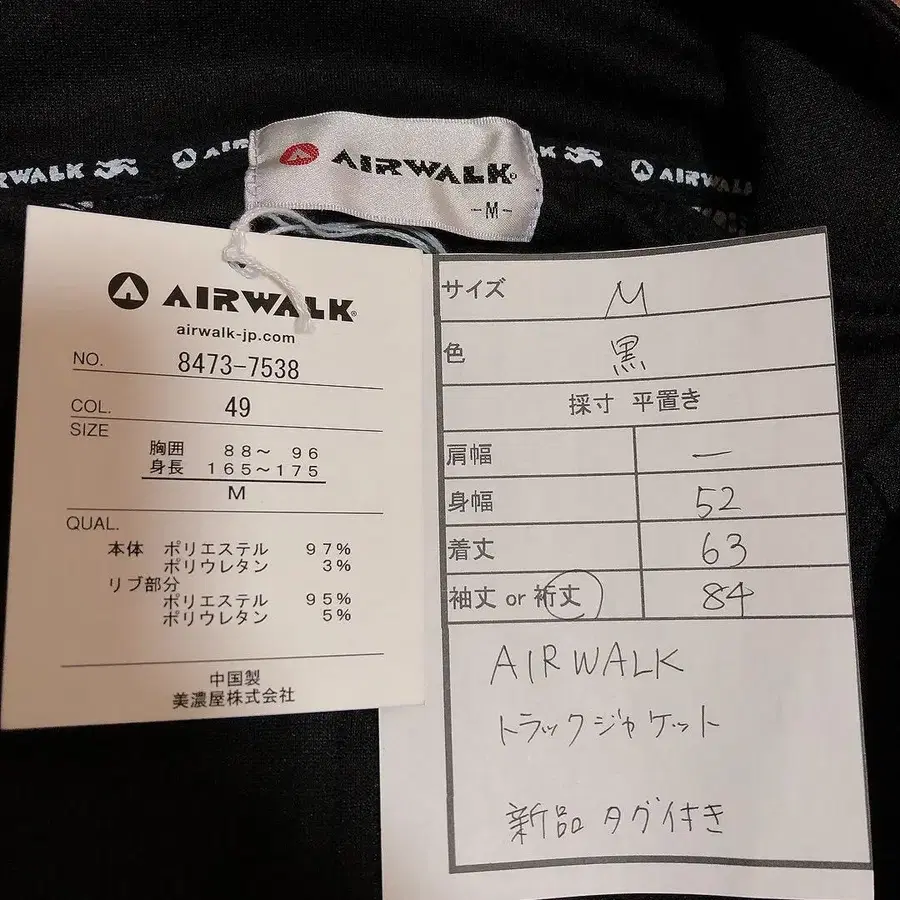 RWALK
AIRWALK
AIRWALK
-M-
AIRWALK
airwalk-jp.com
NO. 8473-7538
COL. 49
SIZE
胸囲 88～ 96
身長 165～175
M
QUAL.
本体 ポリエステル 97%
ポリウレタン 3%
リブ部分
ポリエステル 95%
ポリウレタン 5%
中国製
美濃屋株式会社
サイズ M
色 黒
採寸 平置き
肩幅 ー
身幅 52
着丈 63
袖丈 or 裄丈 84
AIRWALK
トラックジャケット
新品 タグ付き